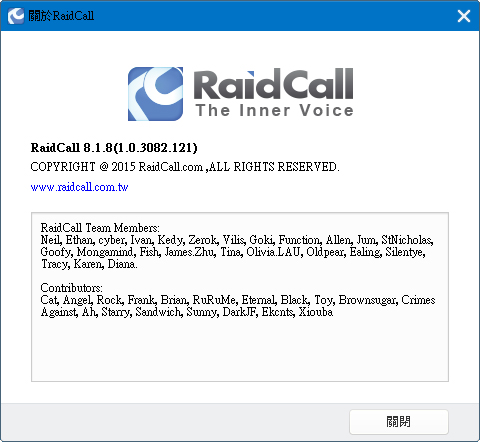 關於RaidCall
RaidCall
The Inner Voice
RaidCall 8.1.8(1.0.3082.121)
COPYRIGHT @ 2015 RaidCall.com ,ALL RIGHTS RESERVED.
www.raidcall.com.tw
RaidCall Team Members:
Neil, Ethan, cyber, Ivan, Kedy, Zerok, Vilis, Goki, Function, Allen, Jum, StNicholas,
Goofy, Mongamind, Fish, James.Zhu, Tina, Olivia.LAU, Oldpear, Ealing, Silentye,
Tracy, Karen, Diana.
Contributors:
Cat, Angel, Rock, Frank, Brian, RuRuMe, Eternal, Black, Toy, Brownsugar, Crimes
Against, Ah, Starry, Sandwich, Sunny, DarkJF, Ekcnts, Xiouba
關閉